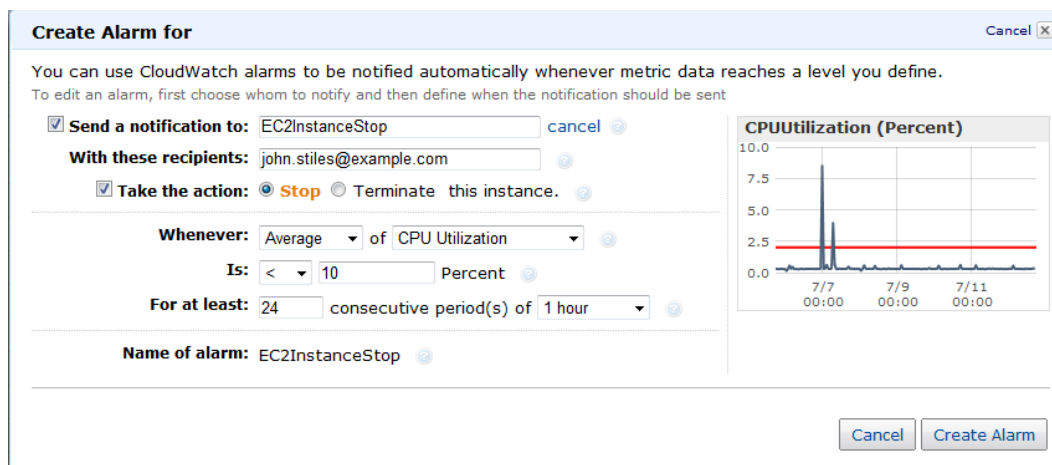 Create Alarm for
Cancel
You can use CloudWatch alarms to be notified automatically whenever metric data reaches a level you define.
To edit an alarm, first choose whom to notify and then define when the notification should be sent
Send a notification to: EC2InstanceStop cancel ?
With these recipients: john.stiles@example.com ?
Take the action: Stop Terminate this instance. ?
Whenever: Average of CPU Utilization ?
Is: < 10 Percent ?
For at least: 24 consecutive period(s) of 1 hour ?
Name of alarm: EC2InstanceStop ?
CPUUtilization (Percent)
10.0
7.5
5.0
2.5
0.0
7/7 7/9 7/11
00:00 00:00 00:00
Cancel Create Alarm